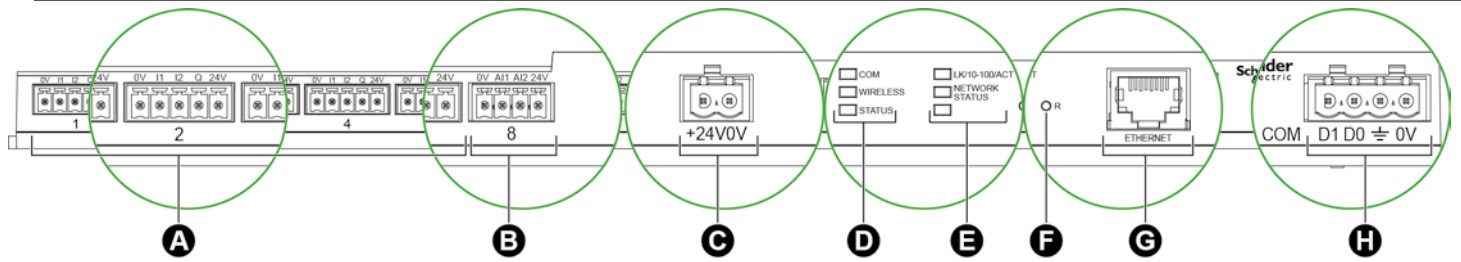 0V I1 I2 24V
0V I1 I2 Q 24V
0V I1
0V I1 I2 Q 24V
0V 24V
0V AI1 AI2 24V
1
2
4
8
+24V0V
COM
WIRELESS
STATUS
LK/10-100/ACT
NETWORK
STATUS
R
ETHERNET
Schneider
Electric
COM D1 D0 0V
A
B
C
D
E
F
G
H